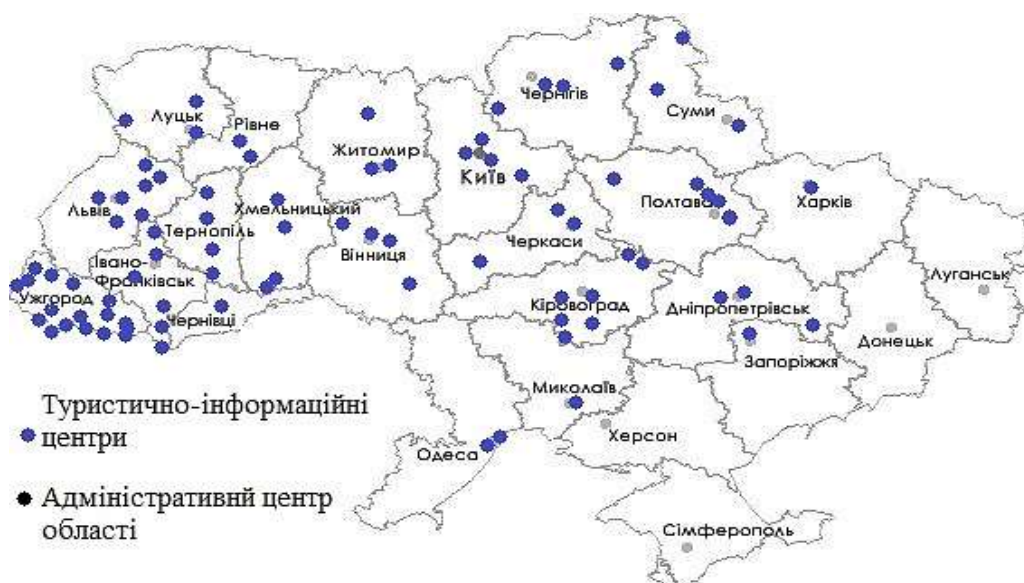 Чернігів
Суми
Луцьк
Рівне
Житомир
Київ
Львів
Хмельницький
Тернопіль
Полтава
Харків
Черкаси
Вінниця
Івано-
Франківськ
Ужгород
Чернівці
Кіровоград
Дніпропетрівськ
Луганськ
Донецьк
Запоріжжя
Миколаїв
Херсон
Одеса
Сімферополь
Туристично-інформаційні
центри
Адміністративнй центр
області